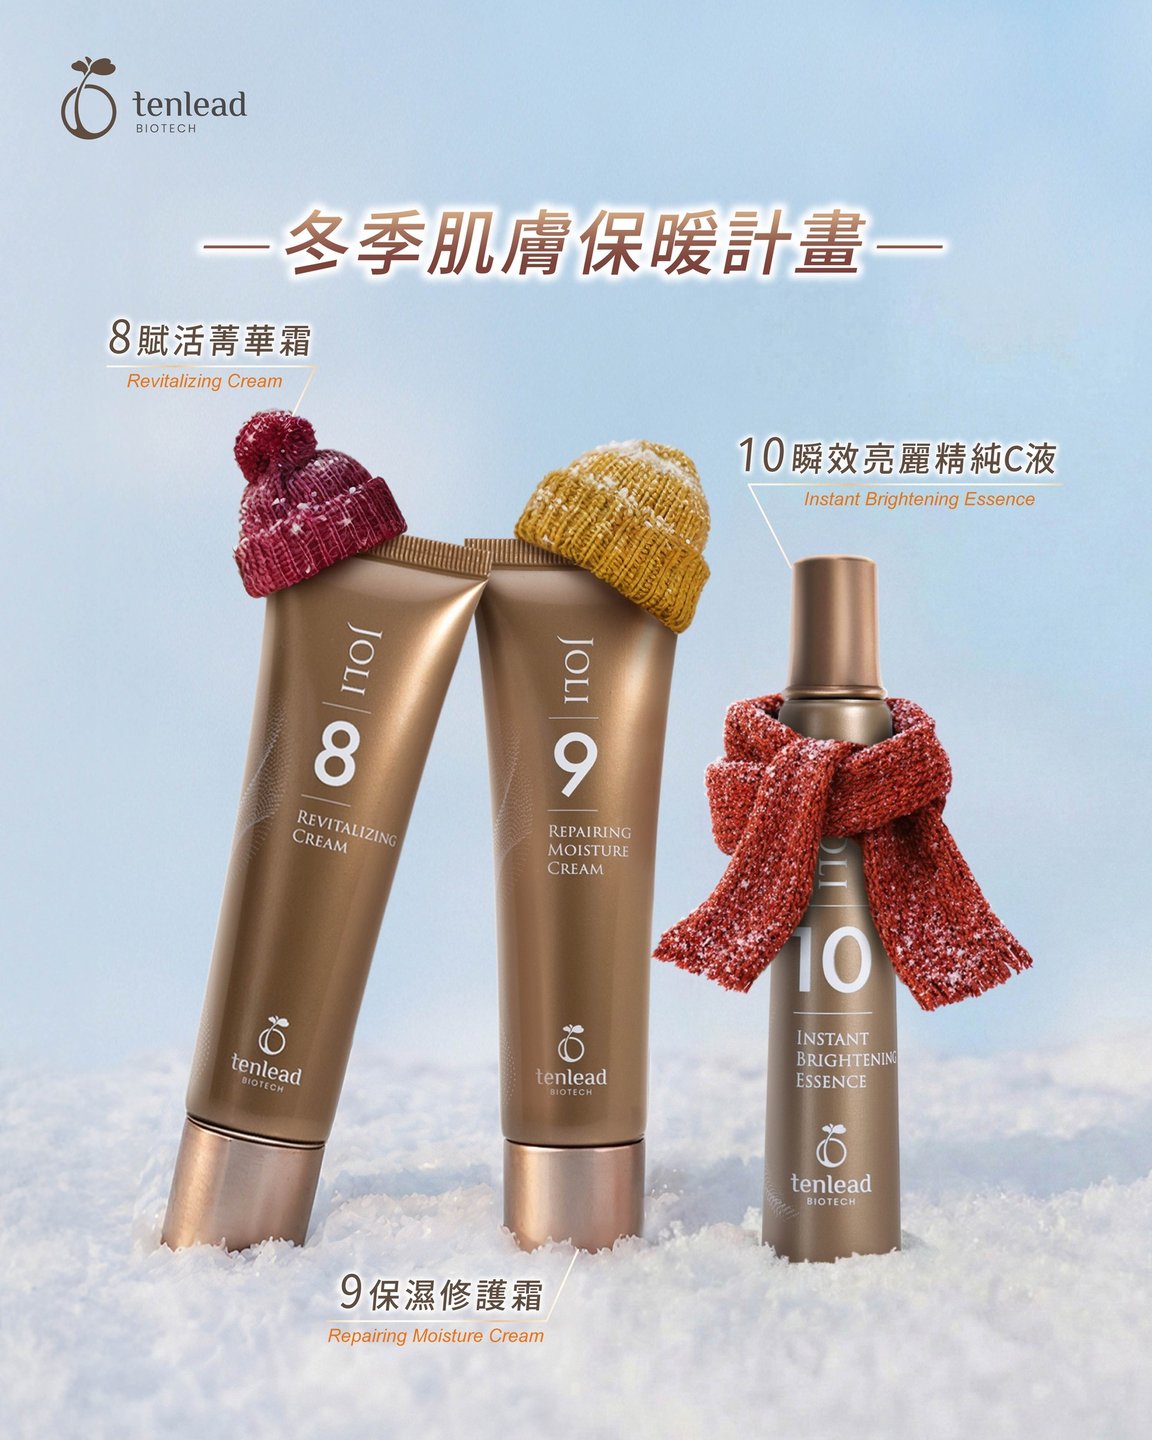 tenlead
BIOTECH
冬季肌膚保暖計畫
8賦活菁華霜
Revitalizing Cream
10瞬效亮麗精純C液
Instant Brightening Essence
JOLI
8
REVITALIZING
CREAM
tenlead
BIOTECH
JOLI
9
REPAIRING
MOISTURE
CREAM
tenlead
BIOTECH
OLI
10
INSTANT
BRIGHTENING
ESSENCE
tenlead
BIOTECH
9保濕修護霜
Repairing Moisture Cream